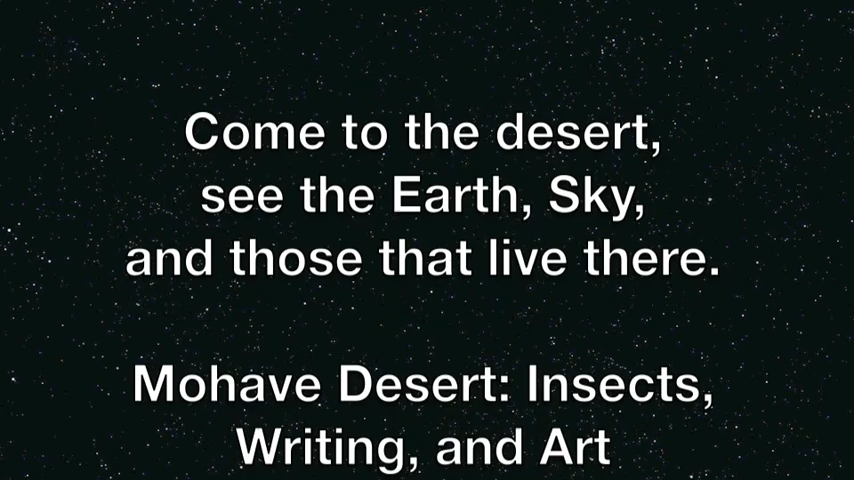 Come to the desert,
see the Earth, Sky,
and those that live there.
Mohave Desert: Insects,
Writing, and Art